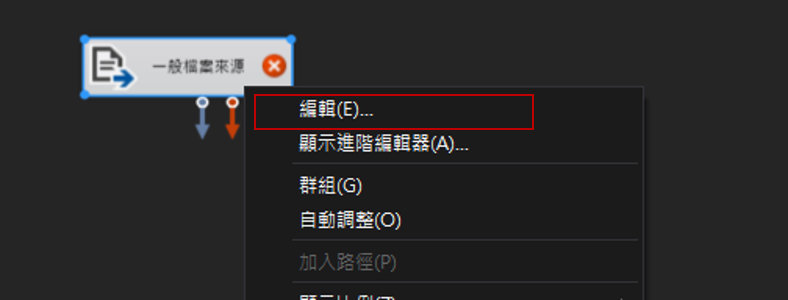 一般檔案來源
編輯(E)...
顯示進階編輯器(A)...
群組(G)
自動調整(O)
加入路徑(P)